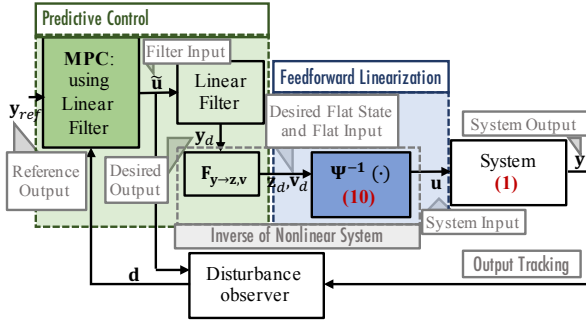 Predictive Control
MPC:
using
Linear
Filter
Filter Input
ũ
Linear
Filter
Feedforward Linearization
y_ref
y_d
Desired Flat State
and Flat Input
System Output
y
Reference
Output
Desired
Output
F_y→z,v
z_d,v_d
Ψ⁻¹ (·)
(10)
u
System
(1)
System Input
Inverse of Nonlinear System
d
Disturbance
observer
Output Tracking